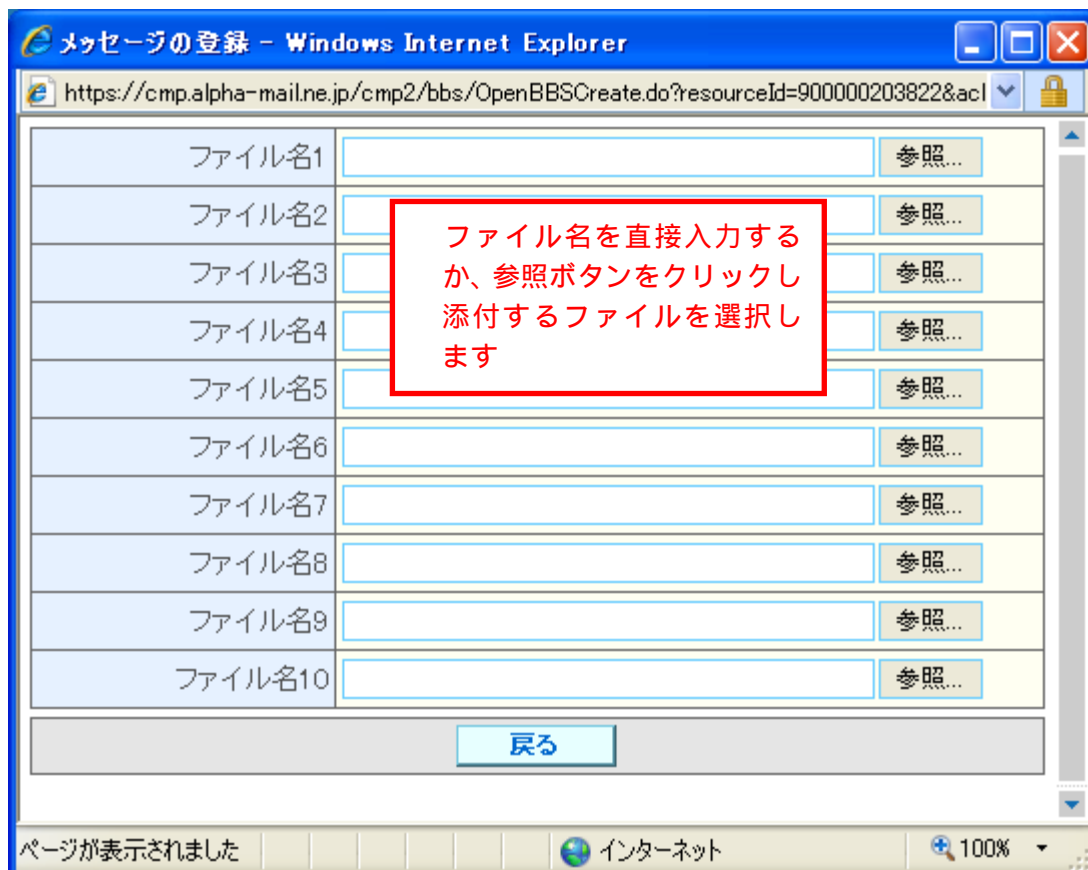 メッセージの登録 - Windows Internet Explorer
https://cmp.alpha-mail.ne.jp/cmp2/bbs/OpenBBSCreate.do?resourceId=900000203822&acl
ファイル名1 参照...
ファイル名2 参照...
ファイル名3 参照...
ファイル名4 参照...
ファイル名5 参照...
ファイル名を直接入力する
か、参照ボタンをクリックし
添付するファイルを選択し
ます
ファイル名6 参照...
ファイル名7 参照...
ファイル名8 参照...
ファイル名9 参照...
ファイル名10 参照...
戻る
ページが表示されました インターネット 100%